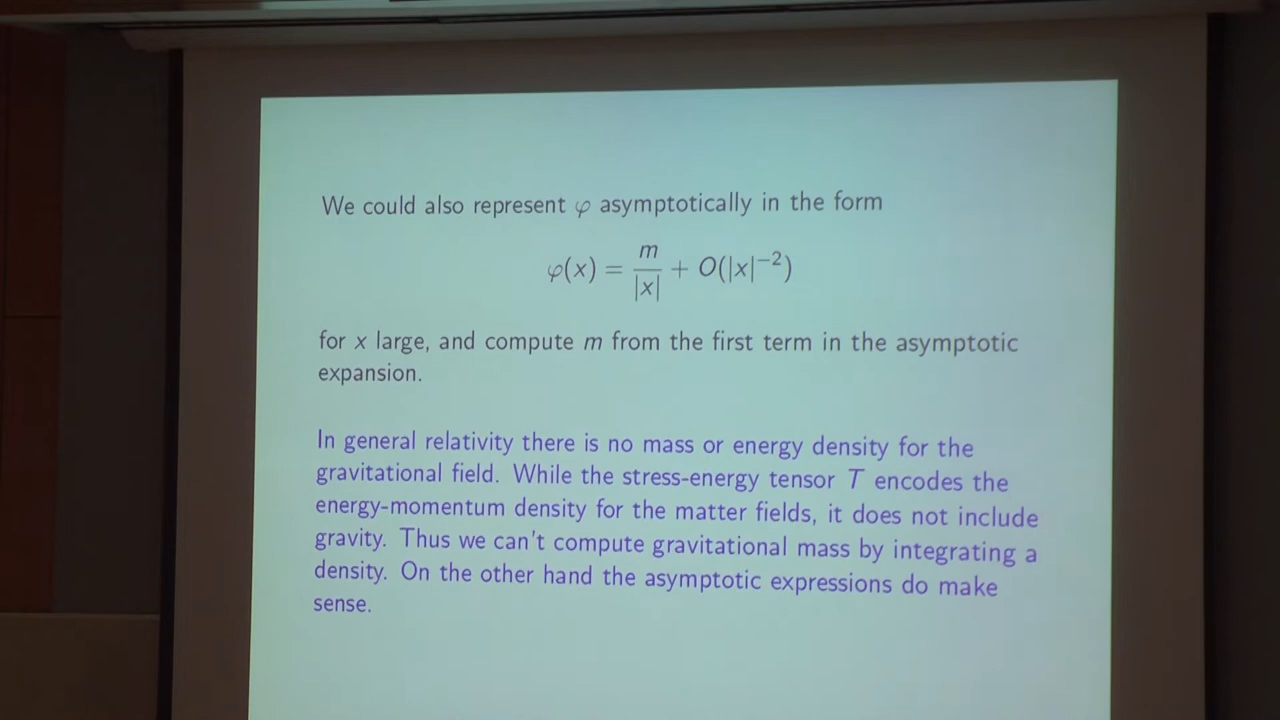 We could also represent φ asymptotically in the form
φ(x) = m/|x| + O(|x|⁻²)
for x large, and compute m from the first term in the asymptotic
expansion.
In general relativity there is no mass or energy density for the
gravitational field. While the stress-energy tensor T encodes the
energy-momentum density for the matter fields, it does not include
gravity. Thus we can't compute gravitational mass by integrating a
density. On the other hand the asymptotic expressions do make
sense.